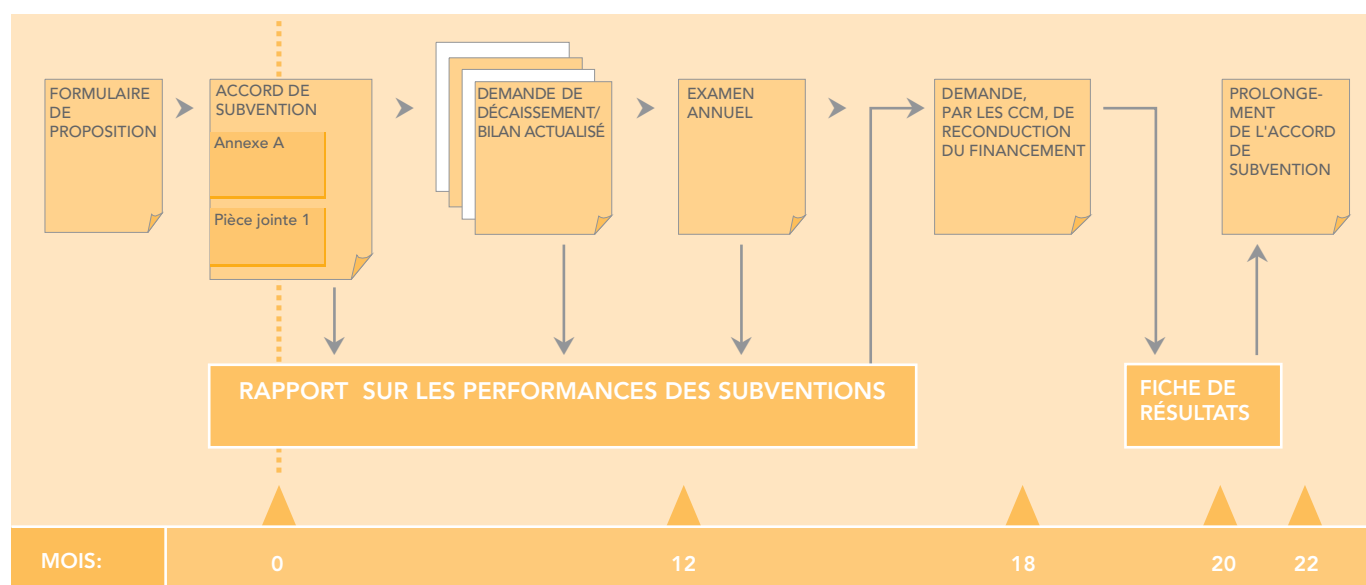 FORMULAIRE
DE
PROPOSITION
ACCORD DE
SUBVENTION
Annexe A
Pièce jointe 1
DEMANDE DE
DÉCAISSEMENT/
BILAN ACTUALISÉ
EXAMEN
ANNUEL
DEMANDE,
PAR LES CCM, DE
RECONDUCTION
DU FINANCEMENT
PROLONGE-
MENT
DE L'ACCORD
DE
SUBVENTION
RAPPORT SUR LES PERFORMANCES DES SUBVENTIONS
FICHE DE
RÉSULTATS
MOIS: 0 12 18 20 22